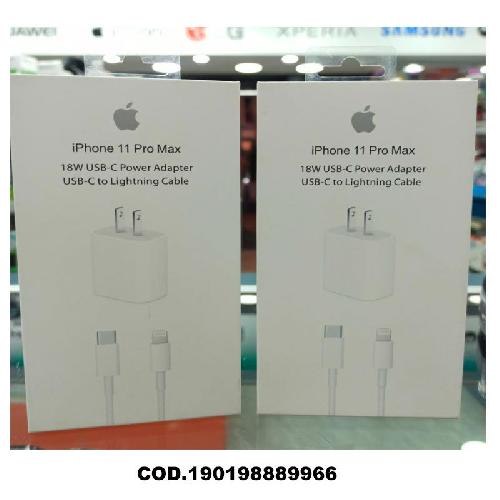 AWEI
G
XPERIA
SAMSUNG
iPhone 11 Pro Max
18W USB-C Power Adapter
USB-C to Lightning Cable
iPhone 11 Pro Max
18W USB-C Power Adapter
USB-C to Lightning Cable
COD.190198889966